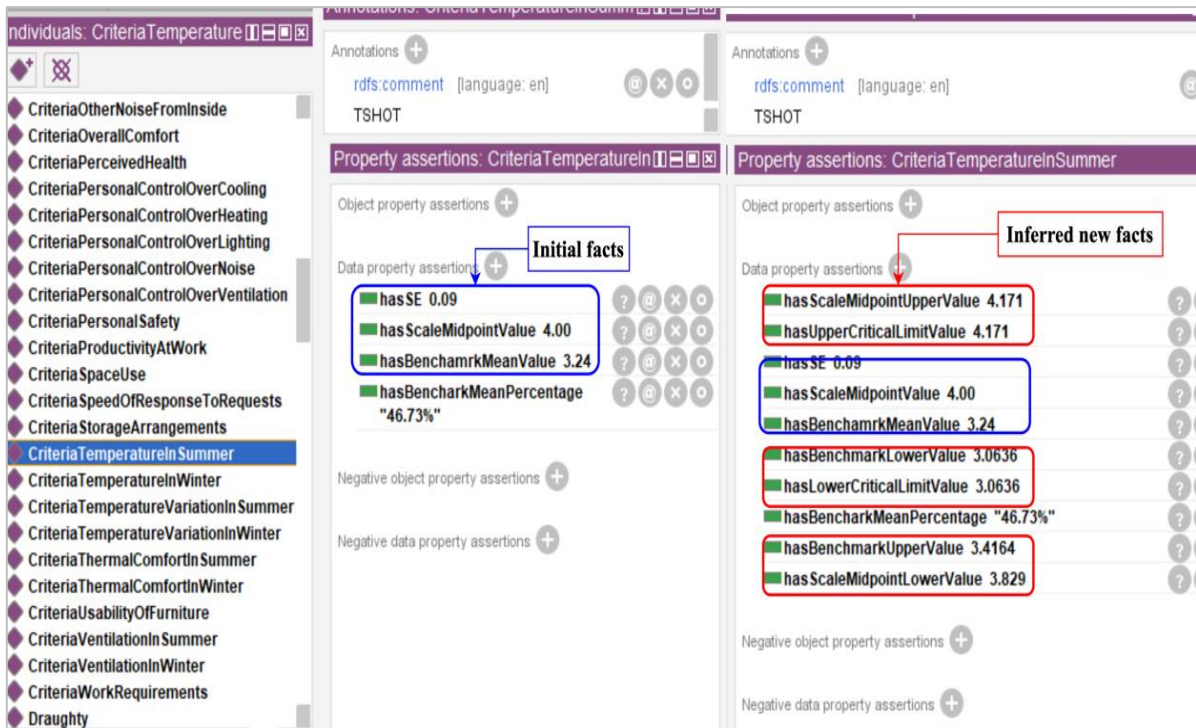 ndividuals: CriteriaTemperature
CriteriaOtherNoiseFromInside
CriteriaOverallComfort
CriteriaPerceivedHealth
CriteriaPersonalControlOverCooling
CriteriaPersonalControlOverHeating
CriteriaPersonalControlOverLighting
CriteriaPersonalControlOverNoise
CriteriaPersonalControlOverVentilation
CriteriaPersonalSafety
CriteriaProductivityAtWork
CriteriaSpaceUse
CriteriaSpeedOfResponseToRequests
CriteriaStorageArrangements
CriteriaTemperatureInSummer
CriteriaTemperatureInWinter
CriteriaTemperatureVariationInSummer
CriteriaTemperatureVariationInWinter
CriteriaThermalComfortInSummer
CriteriaThermalComfortInWinter
CriteriaUsabilityOfFurniture
CriteriaVentilationInSummer
CriteriaVentilationInWinter
CriteriaWorkRequirements
Draughty
Annotations: CriteriaTemperatureInSumm
Annotations
rdfs:comment [language: en]
TSHOT
Property assertions: CriteriaTemperatureIn
Object property assertions
Initial facts
Data property assertions
hasSE 0.09
hasScaleMidpointValue 4.00
hasBenchamrkMeanValue 3.24
hasBencharkMeanPercentage
"46.73%"
Negative object property assertions
Negative data property assertions
Annotations
rdfs:comment [language: en]
TSHOT
Property assertions: CriteriaTemperatureInSummer
Object property assertions
Inferred new facts
Data property assertions
hasScaleMidpointUpperValue 4.171
hasUpperCriticalLimitValue 4.171
hasSE 0.09
hasScaleMidpointValue 4.00
hasBenchamrkMeanValue 3.24
hasBenchmarkLowerValue 3.0636
hasLowerCriticalLimitValue 3.0636
hasBencharkMeanPercentage "46.73%"
hasBenchmarkUpperValue 3.4164
hasScaleMidpointLowerValue 3.829
Negative object property assertions
Negative data property assertions